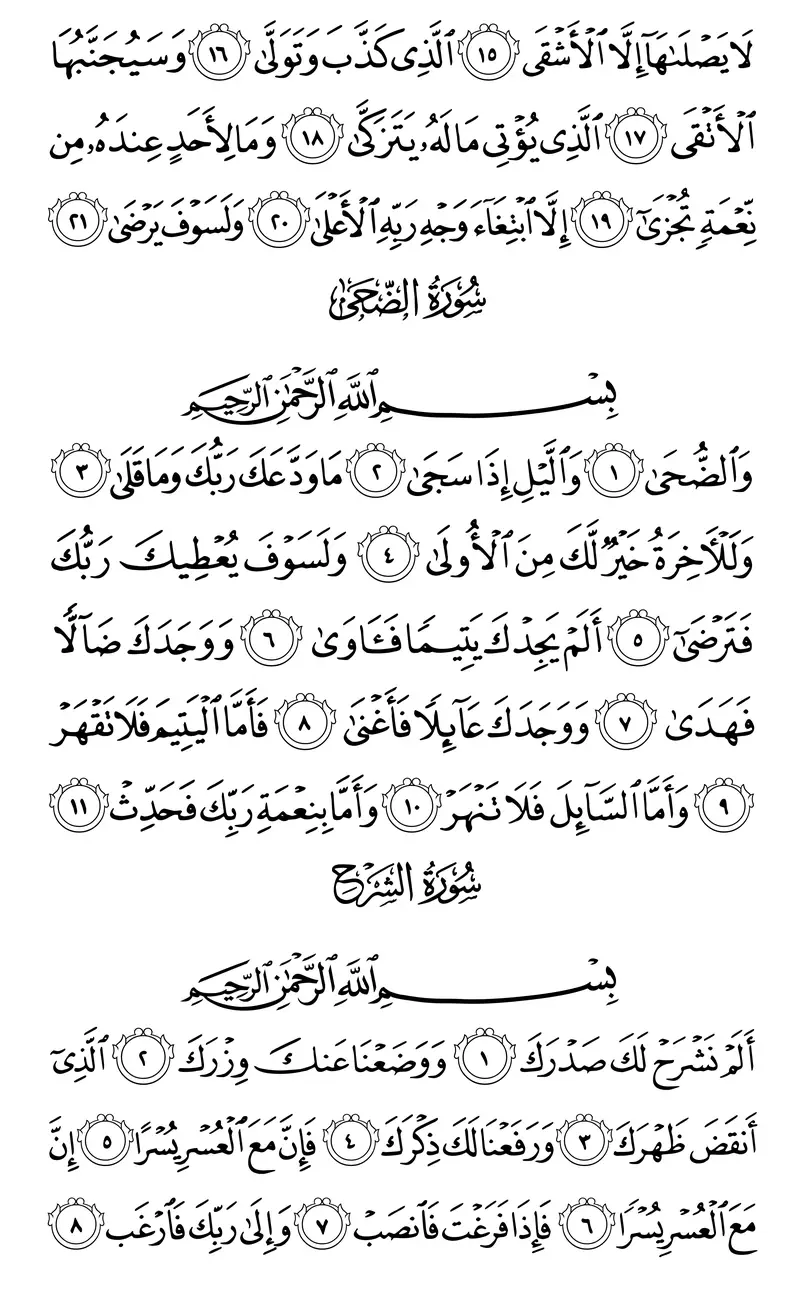 لَا يَصْلَىٰهَآ إِلَّا ٱلْأَشْقَى ١٥ ٱلَّذِى كَذَّبَ وَتَوَلَّىٰ ١٦ وَسَيُجَنَّبُهَا
ٱلْأَتْقَى ١٧ ٱلَّذِى يُؤْتِى مَالَهُۥ يَتَزَكَّىٰ ١٨ وَمَا لِأَحَدٍ عِندَهُۥ مِن
نِّعْمَةٍ تُجْزَىٰٓ ١٩ إِلَّا ٱبْتِغَآءَ وَجْهِ رَبِّهِ ٱلْأَعْلَىٰ ٢٠ وَلَسَوْفَ يَرْضَىٰ ٢١
سُورَةُ الضُّحَىٰ
بِسْمِ ٱللَّهِ ٱلرَّحْمَٰنِ ٱلرَّحِيمِ
وَٱلضُّحَىٰ ١ وَٱلَّيْلِ إِذَا سَجَىٰ ٢ مَا وَدَّعَكَ رَبُّكَ وَمَا قَلَىٰ ٣
وَلَلْءَاخِرَةُ خَيْرٌ لَّكَ مِنَ ٱلْأُولَىٰ ٤ وَلَسَوْفَ يُعْطِيكَ رَبُّكَ
فَتَرْضَىٰٓ ٥ أَلَمْ يَجِدْكَ يَتِيمًا فَـَٔاوَىٰ ٦ وَوَجَدَكَ ضَآلًّا
فَهَدَىٰ ٧ وَوَجَدَكَ عَآئِلًا فَأَغْنَىٰ ٨ فَأَمَّا ٱلْيَتِيمَ فَلَا تَقْهَرْ
٩ وَأَمَّا ٱلسَّآئِلَ فَلَا تَنْهَرْ ١٠ وَأَمَّا بِنِعْمَةِ رَبِّكَ فَحَدِّثْ ١١
سُورَةُ الشَّرْحِ
بِسْمِ ٱللَّهِ ٱلرَّحْمَٰنِ ٱلرَّحِيمِ
أَلَمْ نَشْرَحْ لَكَ صَدْرَكَ ١ وَوَضَعْنَا عَنكَ وِزْرَكَ ٢ ٱلَّذِىٓ
أَنقَضَ ظَهْرَكَ ٣ وَرَفَعْنَا لَكَ ذِكْرَكَ ٤ فَإِنَّ مَعَ ٱلْعُسْرِ يُسْرًا ٥ إِنَّ
مَعَ ٱلْعُسْرِ يُسْرًا ٦ فَإِذَا فَرَغْتَ فَٱنصَبْ ٧ وَإِلَىٰ رَبِّكَ فَٱرْغَب ٨